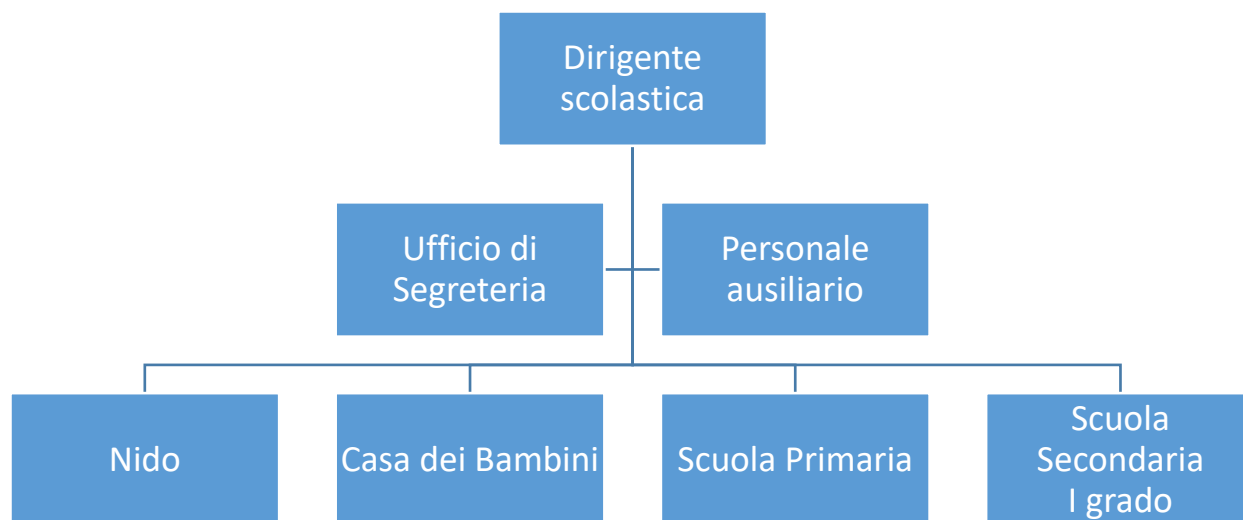 Dirigente
scolastica
Ufficio di
Segreteria
Personale
ausiliario
Nido
Casa dei Bambini
Scuola Primaria
Scuola
Secondaria
I grado